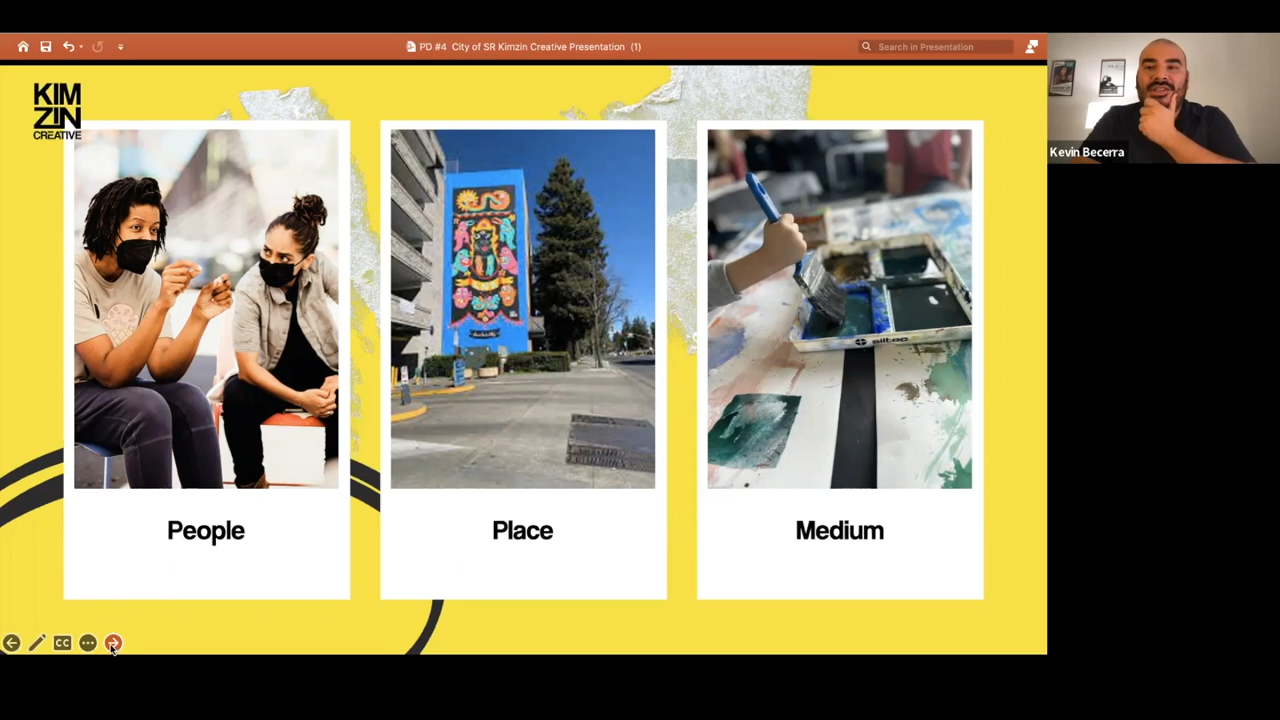 PD #4 City of SR Kimzin Creative Presentation (1)
Search in Presentation
KIM
ZIN
CREATIVE
Kevin Becerra
siltac
People
Place
Medium
CC